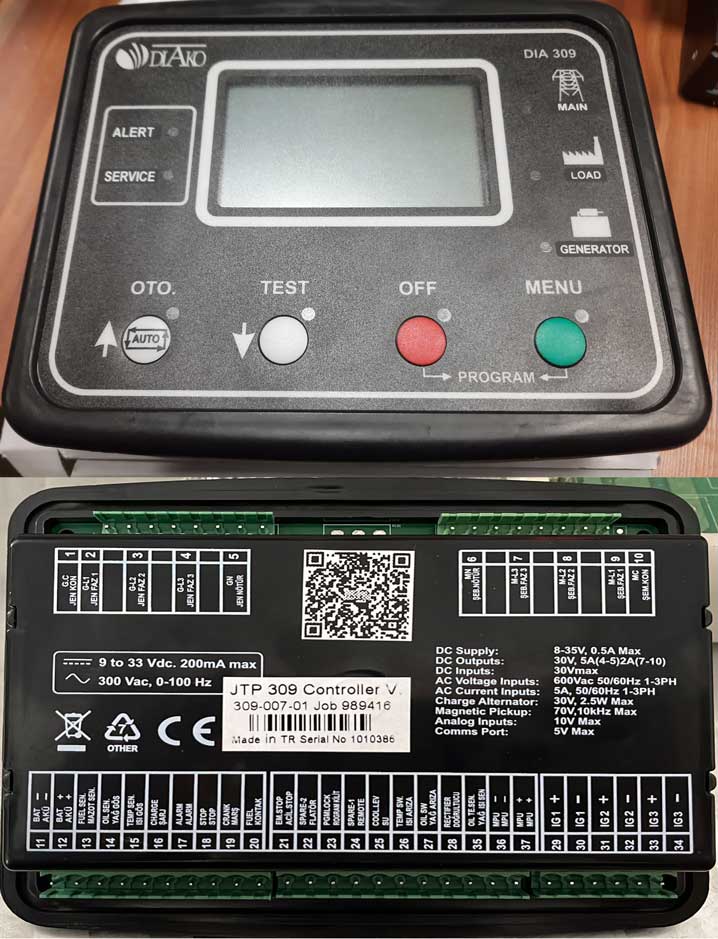 DIAKO
DIA 309
MAIN
ALERT
SERVICE
LOAD
GENERATOR
OTO.
TEST
OFF
MENU
AUTO
PROGRAM
1
G.C
JEN KON
2
G-L1
JEN FAZ 1
3
G-L2
JEN FAZ 2
4
G-L3
JEN FAZ 3
5
GN
JEN NÖTÜR
6
MN
ŞEB.NÖTÜR
7
M-L3
ŞEB.FAZ 3
8
M-L2
ŞEB.FAZ 2
9
M-L1
ŞEB.FAZ 1
10
MC
ŞEM.KON
9 to 33 Vdc. 200mA max
300 Vac, 0-100 Hz
7
OTHER
CE
JTP 309 Controller V.
309-007-01 Job 989416
Made in TR Serial No 1010386
DC Supply: 8-35V, 0.5A Max
DC Outputs: 30V, 5A(4-5)2A(7-10)
DC Inputs: 30Vmax
AC Voltage Inputs: 600Vac 50/60Hz 1-3PH
AC Current Inputs: 5A, 50/60Hz 1-3PH
Charge Alternator: 30V, 2.5W Max
Magnetic Pickup: 70V,10kHz Max
Analog Inputs: 10V Max
Comms Port: 5V Max
11
BAT -
AKÜ -
12
BAT +
AKÜ +
13
FUEL SEN.
MAZOT SEN.
14
OIL SEN.
YAĞ GÖS
15
TEMP SEN.
ISI GÖS
16
CHARGE
ŞARJ
17
ALARM
ALARM
18
STOP
STOP
19
CRANK
MARŞ
20
FUEL
KONTAK
21
EM.STOP
ACİL.STOP
22
SPARE-2
FLATÖR
23
PGMLOCK
ROGRAM KİLİT
24
SPARE-1
REMOTE
25
COOL.LEV
SU
26
TEMP SW.
ISI ARIZA
27
OIL SW
YAĞ ARIZA
28
RECTIFIER
DOĞRULTUCU
35
OIL TE.SEN
YAĞ ISI SEN
36
MPU -
MPU -
37
MPU +
MPU +
29
IG1 +
30
IG1 -
31
IG2 +
32
IG2 -
33
IG3 +
34
IG3 -